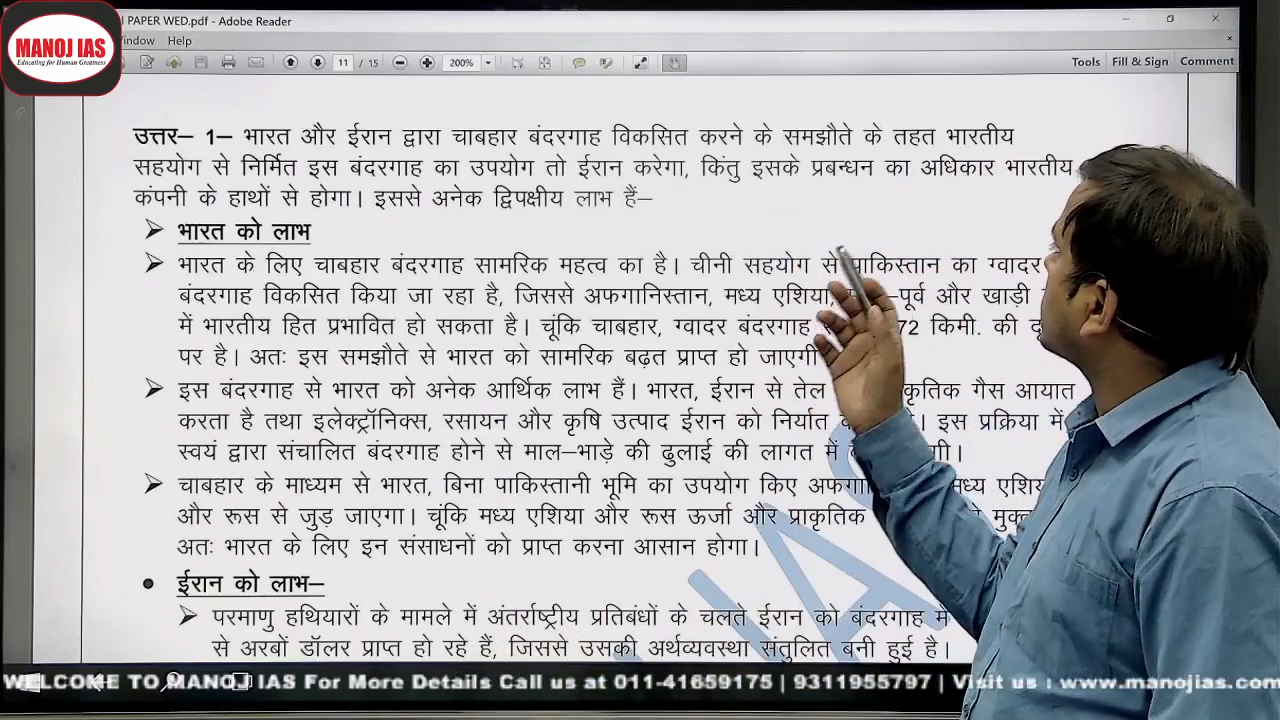 MANOJ IAS
Educating for Human Greatness
PAPER WED.pdf - Adobe Reader
indow Help
11 / 15 200% Tools Fill & Sign Comment
उत्तर– 1– भारत और ईरान द्वारा चाबहार बंदरगाह विकसित करने के समझौते के तहत भारतीय
सहयोग से निर्मित इस बंदरगाह का उपयोग तो ईरान करेगा, किंतु इसके प्रबन्धन का अधिकार भारतीय
कंपनी के हाथों से होगा। इससे अनेक द्विपक्षीय लाभ हैं–
भारत को लाभ
भारत के लिए चाबहार बंदरगाह सामरिक महत्व का है। चीनी सहयोग से पाकिस्तान का ग्वादर
बंदरगाह विकसित किया जा रहा है, जिससे अफगानिस्तान, मध्य एशिया, –पूर्व और खाड़ी
में भारतीय हित प्रभावित हो सकता है। चूंकि चाबहार, ग्वादर बंदरगाह 72 किमी. की
पर है। अतः इस समझौते से भारत को सामरिक बढ़त प्राप्त हो जाएगी
इस बंदरगाह से भारत को अनेक आर्थिक लाभ हैं। भारत, ईरान से तेल कृतिक गैस आयात
करता है तथा इलेक्ट्रॉनिक्स, रसायन और कृषि उत्पाद ईरान को निर्यात इस प्रक्रिया में
स्वयं द्वारा संचालित बंदरगाह होने से माल–भाड़े की ढुलाई की लागत में गी।
चाबहार के माध्यम से भारत, बिना पाकिस्तानी भूमि का उपयोग किए अफगा मध्य एशि
और रूस से जुड़ जाएगा। चूंकि मध्य एशिया और रूस ऊर्जा और प्राकृतिक
अतः भारत के लिए इन संसाधनों को प्राप्त करना आसान होगा।
ईरान को लाभ–
परमाणु हथियारों के मामले में अंतर्राष्ट्रीय प्रतिबंधों के चलते ईरान को बंदरगाह में
से अरबों डॉलर प्राप्त हो रहे हैं, जिससे उसकी अर्थव्यवस्था संतुलित बनी हुई है।
IAS
WELCOME TO MANOJ IAS For More Details Call us at 011-41659175 | 9311955797 | Visit us : www.manojias.com